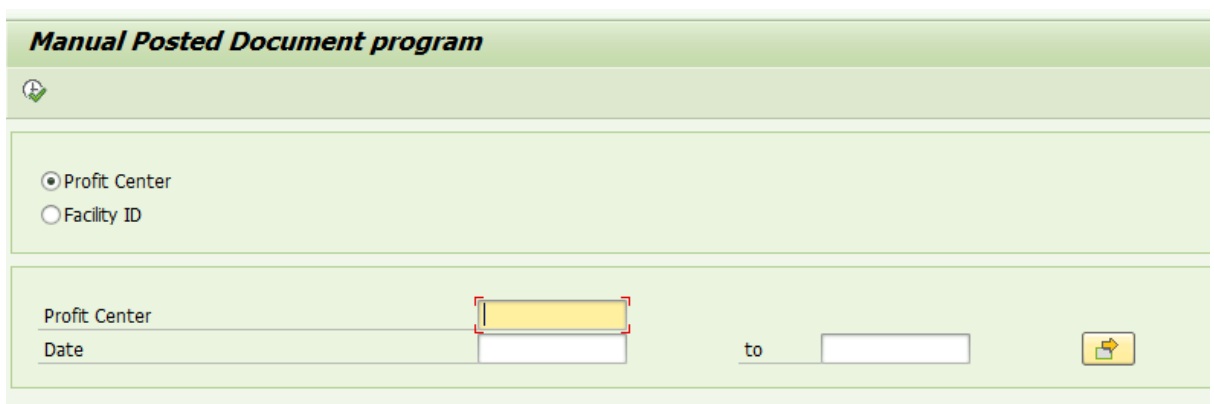 Manual Posted Document program
Profit Center
Facility ID
Profit Center
Date to